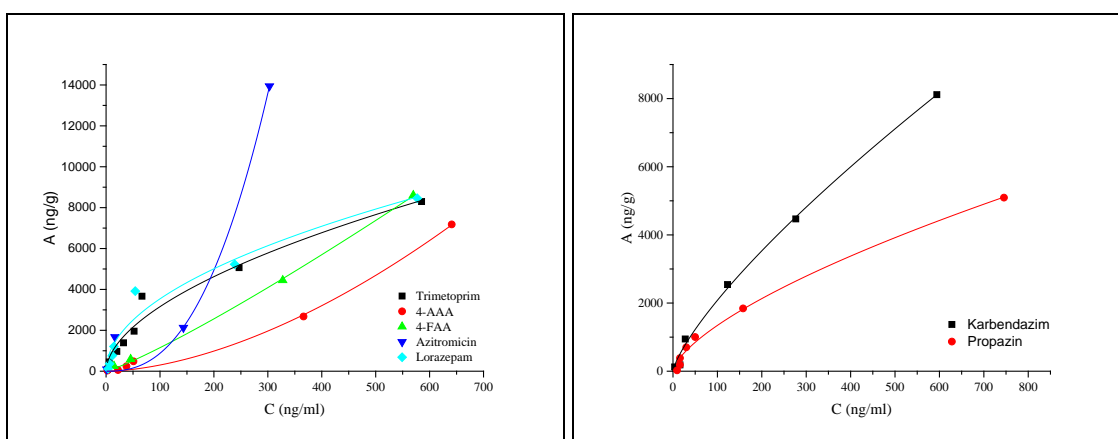 14000
12000
10000
8000
6000
4000
2000
0
A (ng/g)
0 100 200 300 400 500 600 700
C (ng/ml)
Trimetoprim
4-AAA
4-FAA
Azitromicin
Lorazepam
8000
6000
4000
2000
0
A (ng/g)
0 100 200 300 400 500 600 700 800
C (ng/ml)
Karbendazim
Propazin